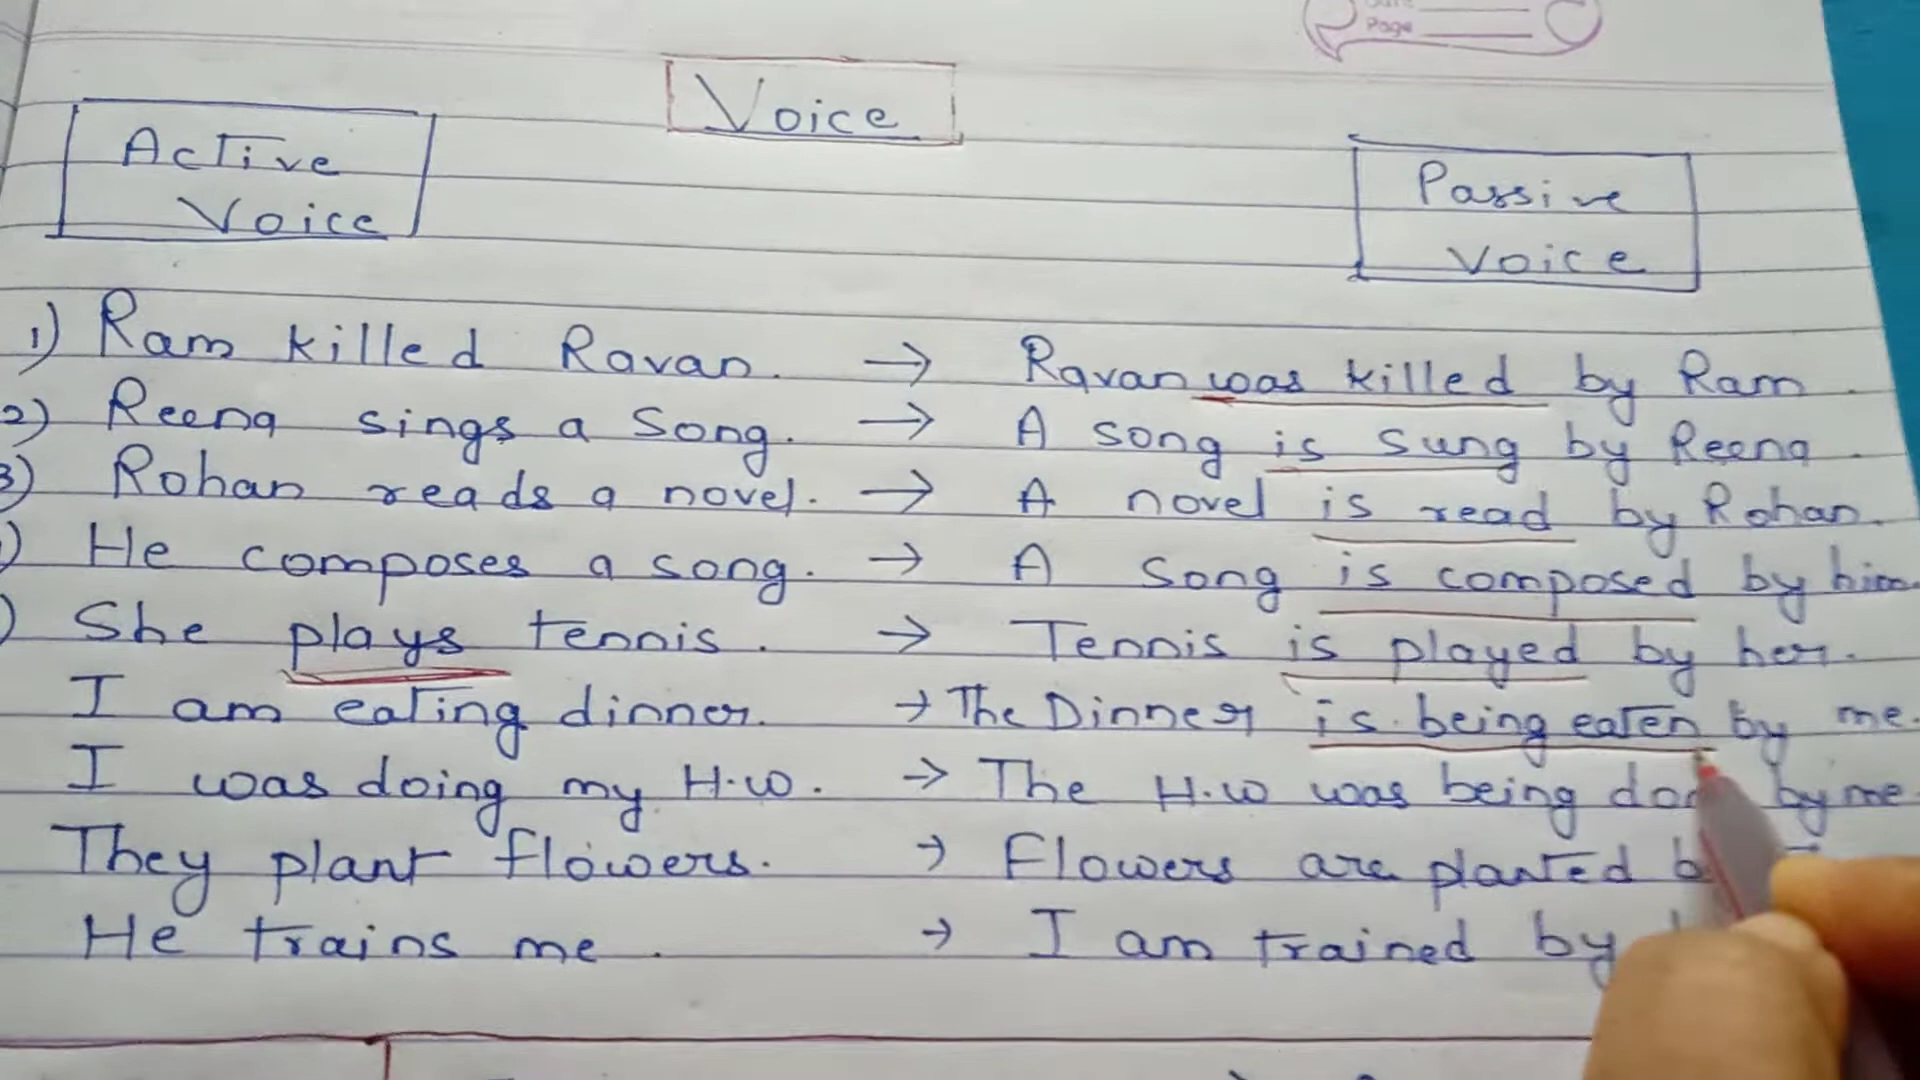 Page
Voice
Active
Voice
Passive
Voice
1) Ram killed Ravan. → Ravan was killed by Ram.
2) Reena sings a Song. → A song is sung by Reena.
3) Rohan reads a novel. → A novel is read by Rohan.
) He composes a song. → A Song is composed by him.
) She plays tennis. → Tennis is played by her.
I am eating dinner. → The Dinner is being eaten by me.
I was doing my H.W. → The H.W was being by me.
They plant flowers. → Flowers are planted
He trains me. → I am trained by